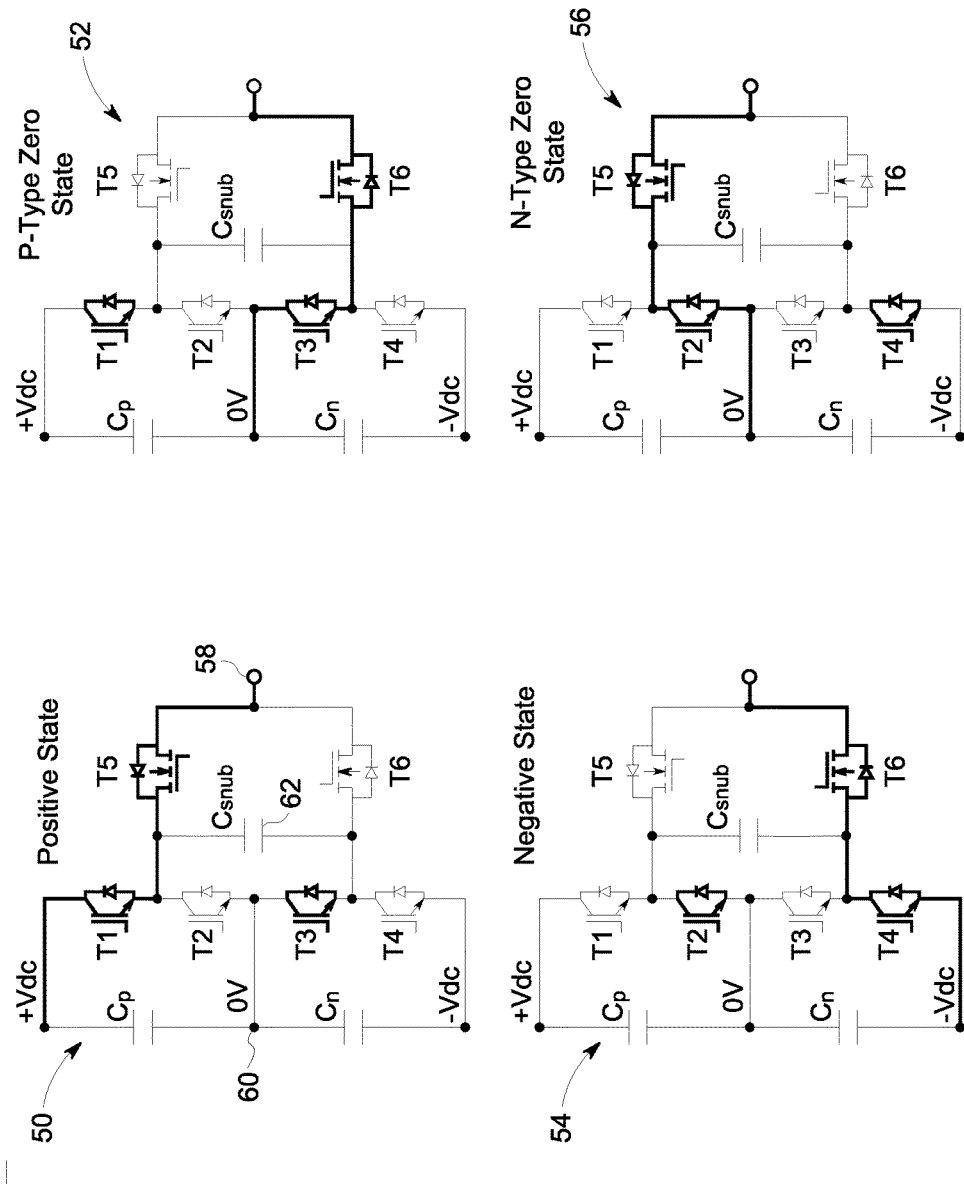 50
Positive State
+Vdc
Cp
T1
T5
58
T2
Csnub
62
0V
60
T3
Cn
T4
T6
-Vdc
P-Type Zero
State
52
+Vdc
Cp
T1
T5
T2
Csnub
0V
T3
Cn
T4
T6
-Vdc
54
Negative State
+Vdc
Cp
T1
T5
T2
Csnub
0V
T3
Cn
T4
T6
-Vdc
N-Type Zero
State
56
+Vdc
Cp
T1
T5
T2
Csnub
0V
T3
Cn
T4
T6
-Vdc